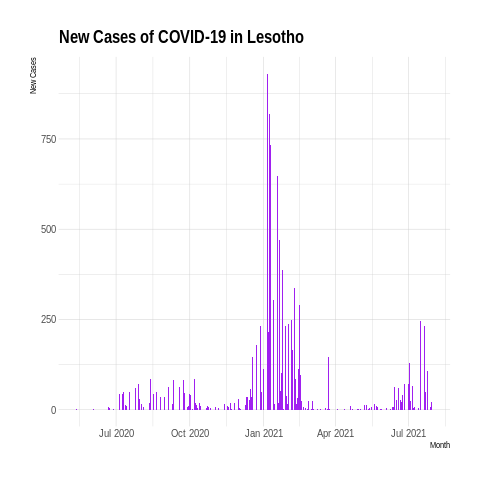 New Cases of COVID-19 in Lesotho
New Cases
750
500
250
0
Jul 2020
Oct 2020
Jan 2021
Apr 2021
Jul 2021
Month